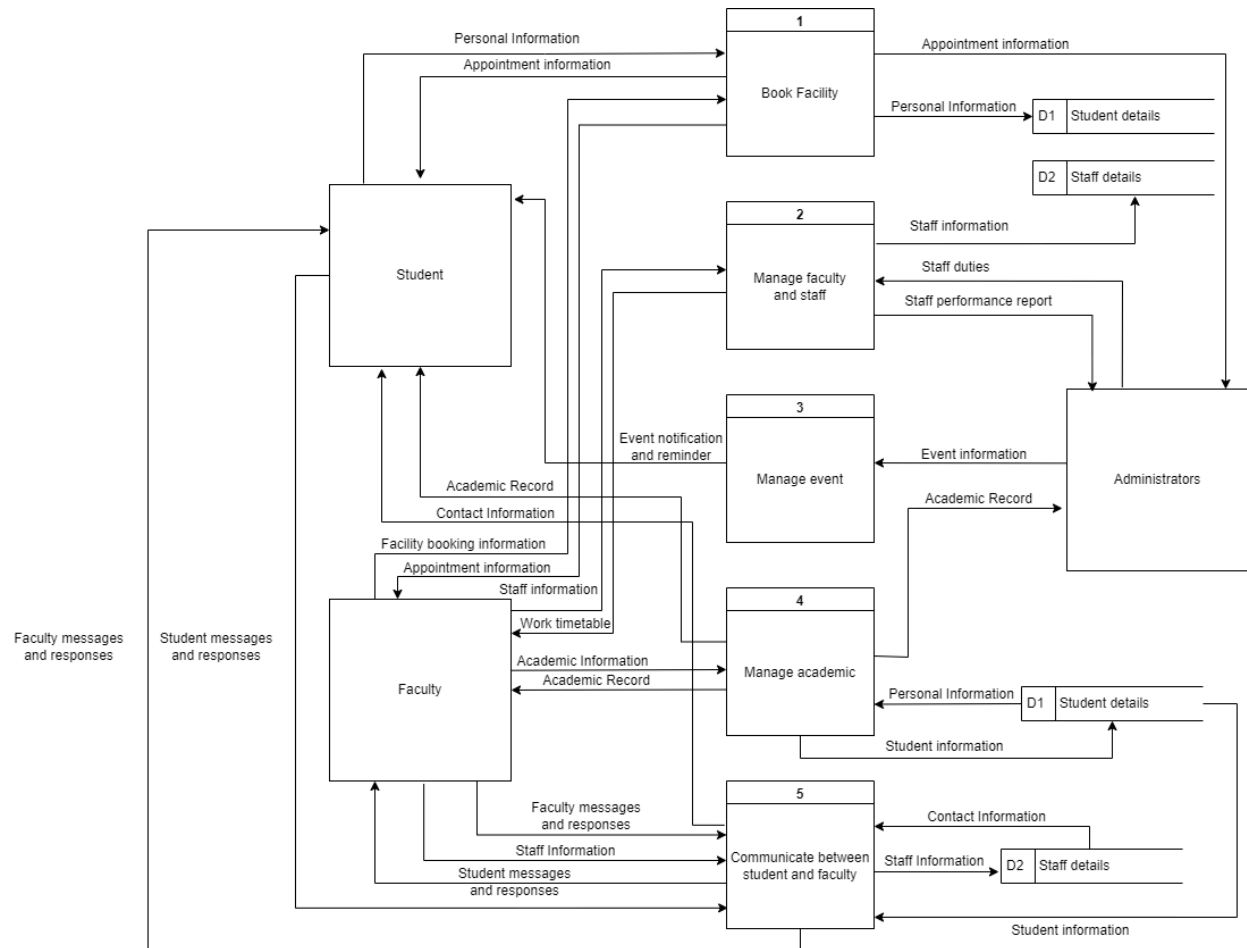 1
Personal Information
Appointment information
Appointment information
Book Facility
Personal Information
D1
Student details
D2
Staff details
2
Staff information
Student
Manage faculty
and staff
Staff duties
Staff performance report
3
Event notification
and reminder
Event information
Manage event
Administrators
Academic Record
Academic Record
Contact Information
Facility booking information
Appointment information
Staff information
4
Work timetable
Faculty messages
and responses
Student messages
and responses
Academic Information
Manage academic
Academic Record
Faculty
Personal Information
D1
Student details
Student information
5
Faculty messages
and responses
Contact Information
Staff Information
Communicate between
student and faculty
Staff Information
D2
Staff details
Student messages
and responses
Student information